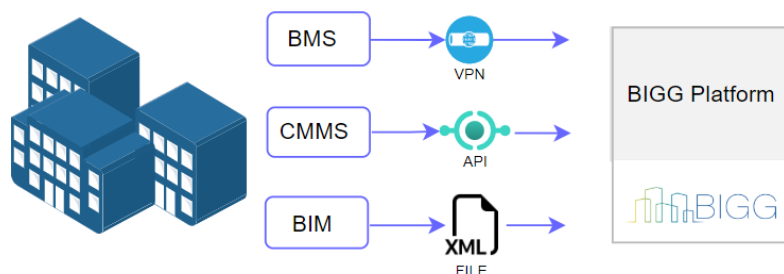 BMS
VPN
CMMS
API
BIM
XML
FILE
BIGG Platform
BIGG